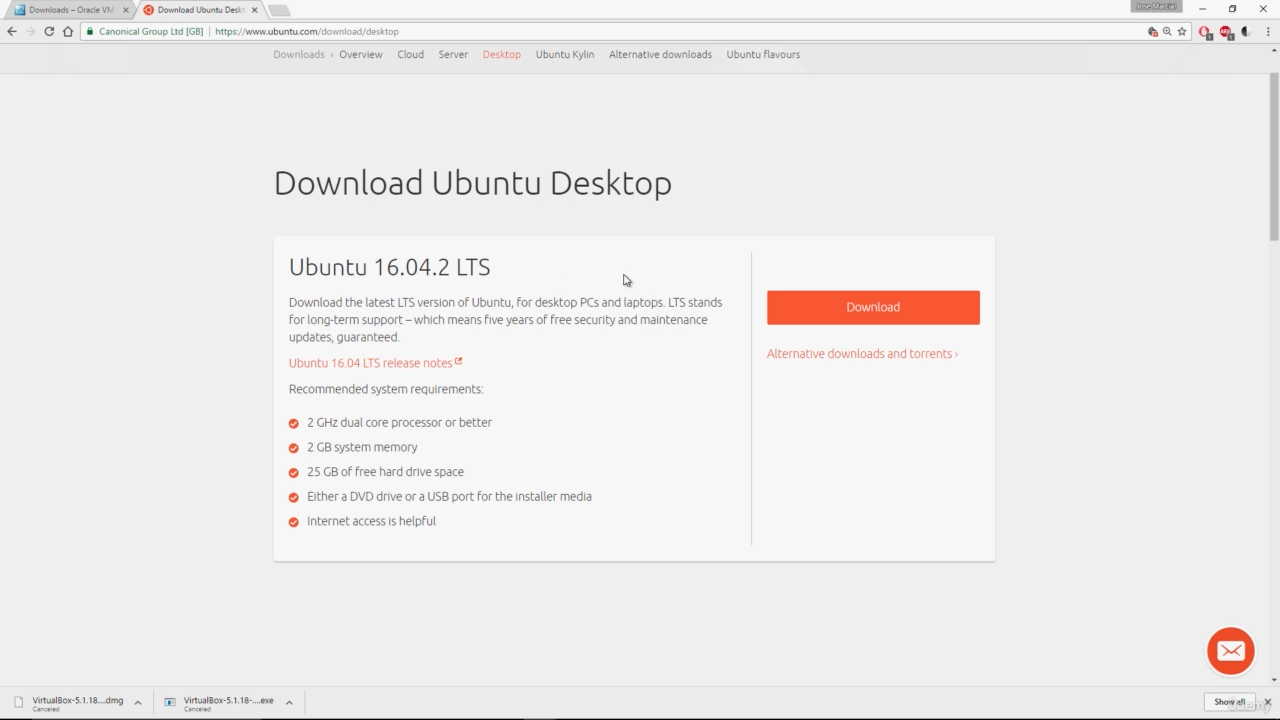 Downloads – Oracle VM
Download Ubuntu Deskt
Jose Marcial
Canonical Group Ltd [GB]
https://www.ubuntu.com/download/desktop
Downloads › Overview Cloud Server Desktop Ubuntu Kylin Alternative downloads Ubuntu flavours
Download Ubuntu Desktop
Ubuntu 16.04.2 LTS
Download the latest LTS version of Ubuntu, for desktop PCs and laptops. LTS stands
for long-term support – which means five years of free security and maintenance
updates, guaranteed.
Ubuntu 16.04 LTS release notes
Recommended system requirements:
2 GHz dual core processor or better
2 GB system memory
25 GB of free hard drive space
Either a DVD drive or a USB port for the installer media
Internet access is helpful
Download
Alternative downloads and torrents ›
VirtualBox-5.1.18....dmg
Canceled
VirtualBox-5.1.18-....exe
Canceled
Show all
udemy